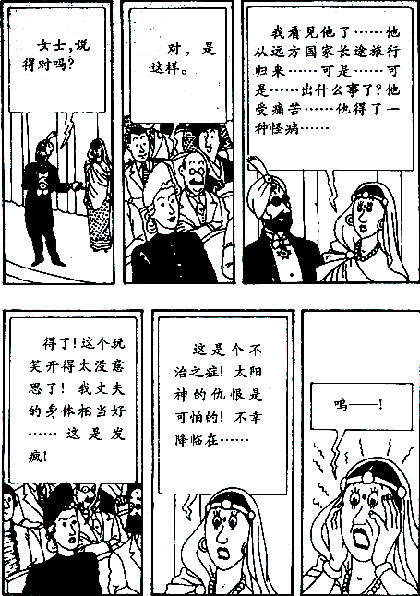 女士,说
得对吗?
对，是
这样。
我看见他了……他
从远方国家长途旅行
归来……可是……可
是……出什么事了?他
受痛苦……他得了一
种怪病……
得了!这个玩
笑开得太没意
思了! 我丈夫
的身体相当好
……这是发
疯!
这是个不
治之症! 太阳
神的仇恨是
可怕的! 不幸
降临在……
呜——!